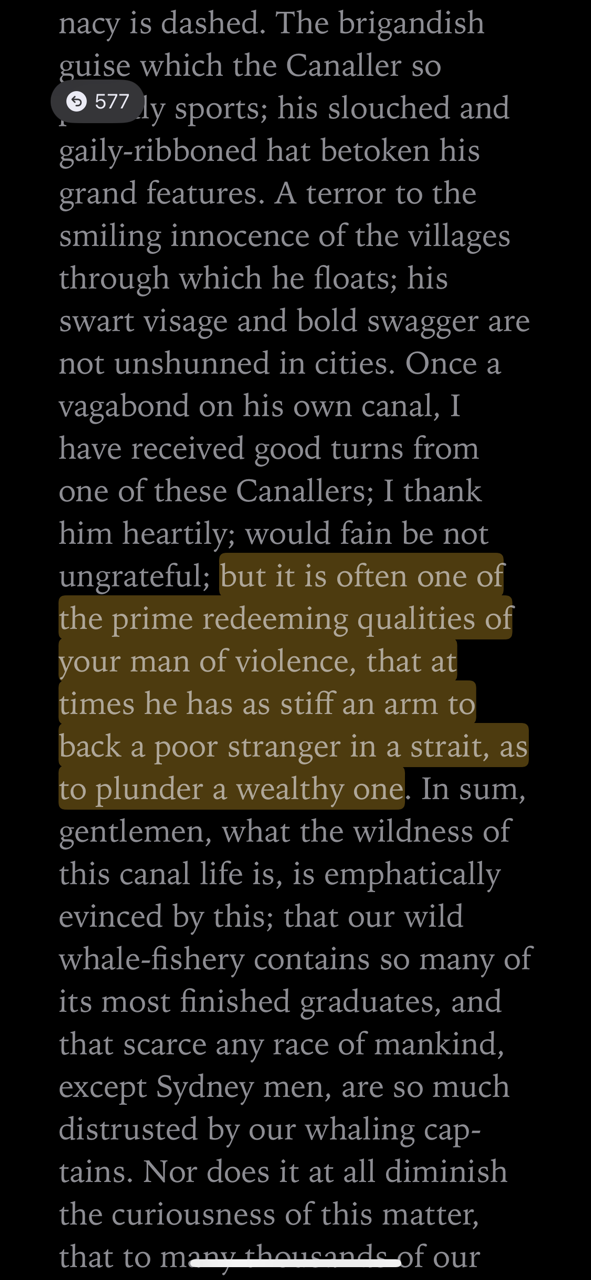 nacy is dashed. The brigandish
guise which the Canaller so
577
ly sports; his slouched and
gaily-ribboned hat betoken his
grand features. A terror to the
smiling innocence of the villages
through which he floats; his
swart visage and bold swagger are
not unshunned in cities. Once a
vagabond on his own canal, I
have received good turns from
one of these Canallers; I thank
him heartily; would fain be not
ungrateful; but it is often one of
the prime redeeming qualities of
your man of violence, that at
times he has as stiff an arm to
back a poor stranger in a strait, as
to plunder a wealthy one. In sum,
gentlemen, what the wildness of
this canal life is, is emphatically
evinced by this; that our wild
whale-fishery contains so many of
its most finished graduates, and
that scarce any race of mankind,
except Sydney men, are so much
distrusted by our whaling cap-
tains. Nor does it at all diminish
the curiousness of this matter,
that to many thousands of our